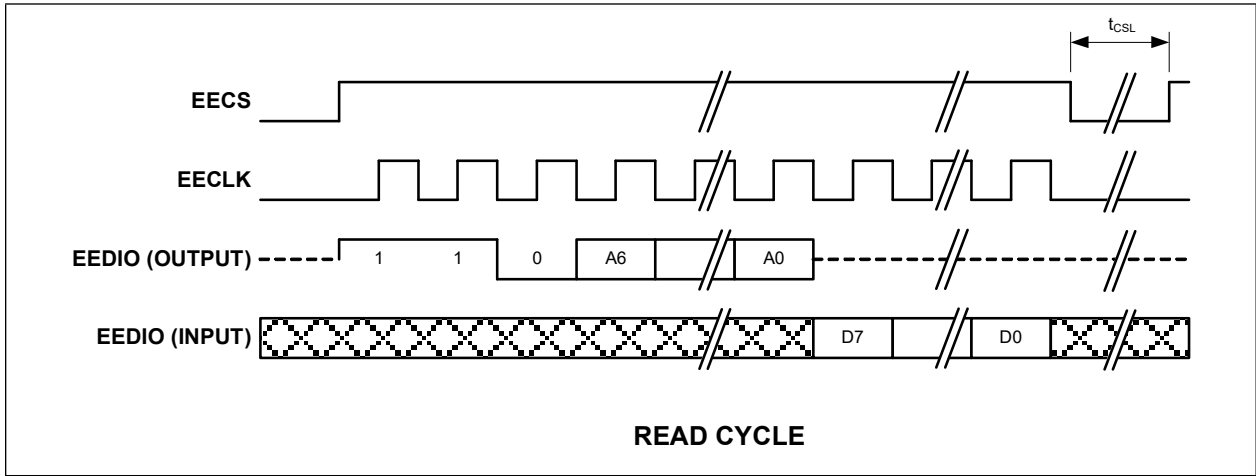 tCSL
EECS
EECLK
EEDIO (OUTPUT) 1 1 0 A6 A0
EEDIO (INPUT) D7 D0
READ CYCLE